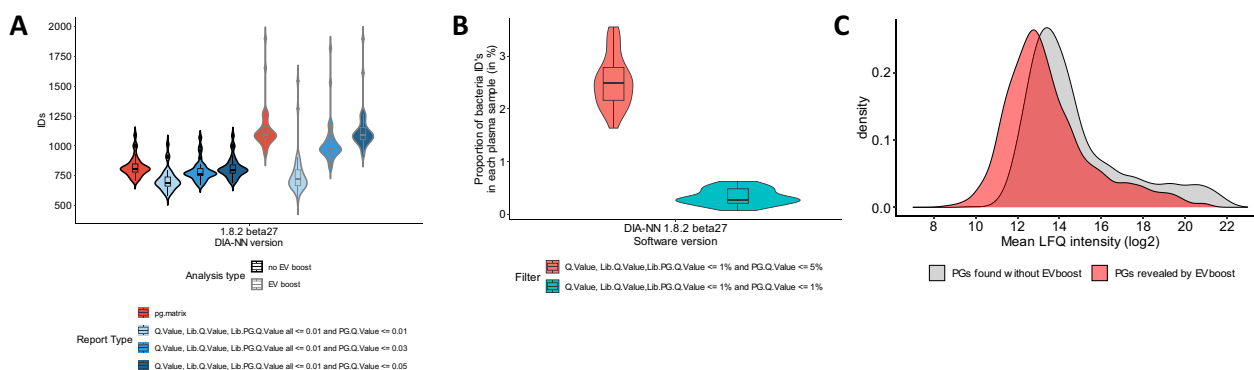 A
2000
1750
1500
1250
1000
750
500
IDs
1.8.2 beta27
DIA-NN version
Analysis type
no EV boost
EV boost
Report Type
pg.matrix
Q.Value, Lib.Q.Value, Lib.PG.Q.Value all <= 0.01 and PG.Q.Value <= 0.01
Q.Value, Lib.Q.Value, Lib.PG.Q.Value all <= 0.01 and PG.Q.Value <= 0.03
Q.Value, Lib.Q.Value, Lib.PG.Q.Value all <= 0.01 and PG.Q.Value <= 0.05
B
Proportion of bacteria ID's
in each plasma sample (in %)
3
2
1
0
DIA-NN 1.8.2 beta27
Software version
Filter
Q.Value, Lib.Q.Value,Lib.PG.Q.Value <= 1% and PG.Q.Value <= 5%
Q.Value, Lib.Q.Value,Lib.PG.Q.Value <= 1% and PG.Q.Value <= 1%
C
density
0.2
0.1
0.0
8 10 12 14 16 18 20 22
Mean LFQ intensity (log2)
PGs found without EVboost
PGs revealed by EVboost